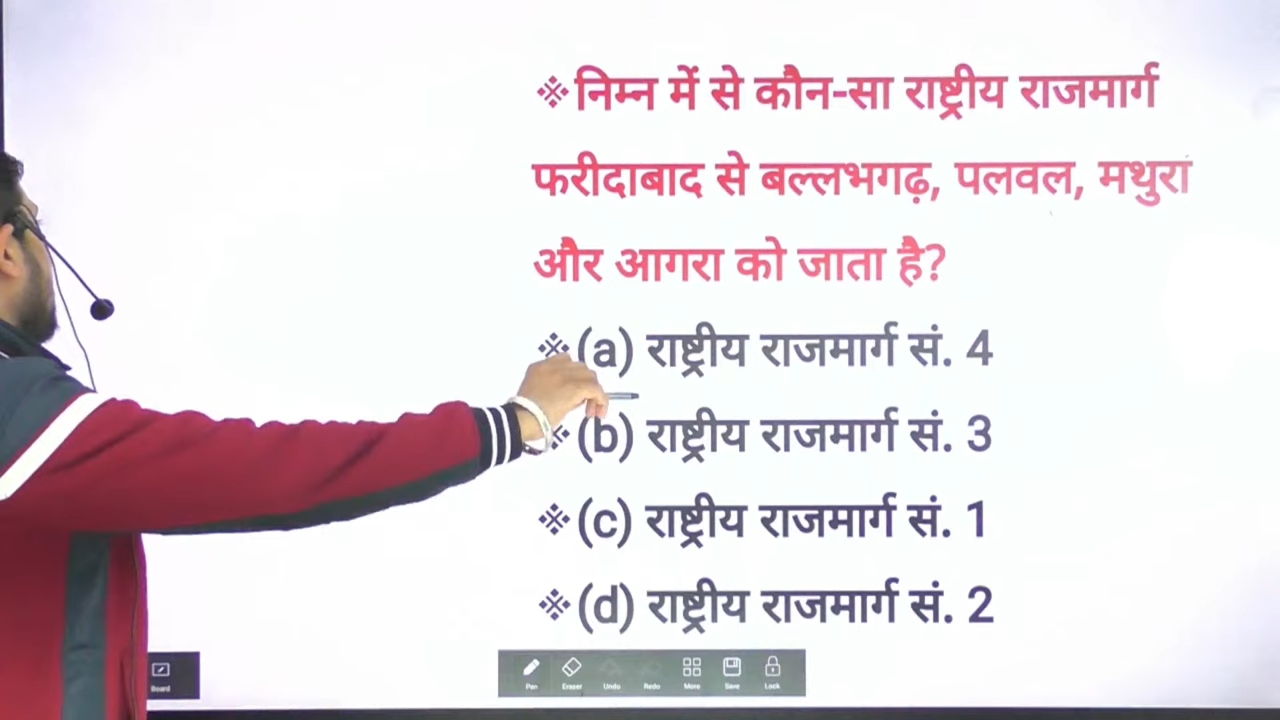 ❖निम्न में से कौन-सा राष्ट्रीय राजमार्ग
फरीदाबाद से बल्लभगढ़, पलवल, मथुरा
और आगरा को जाता है?
❖(a) राष्ट्रीय राजमार्ग सं. 4
❖(b) राष्ट्रीय राजमार्ग सं. 3
❖(c) राष्ट्रीय राजमार्ग सं. 1
❖(d) राष्ट्रीय राजमार्ग सं. 2
Board
Pen Eraser Undo Redo More Save Lock